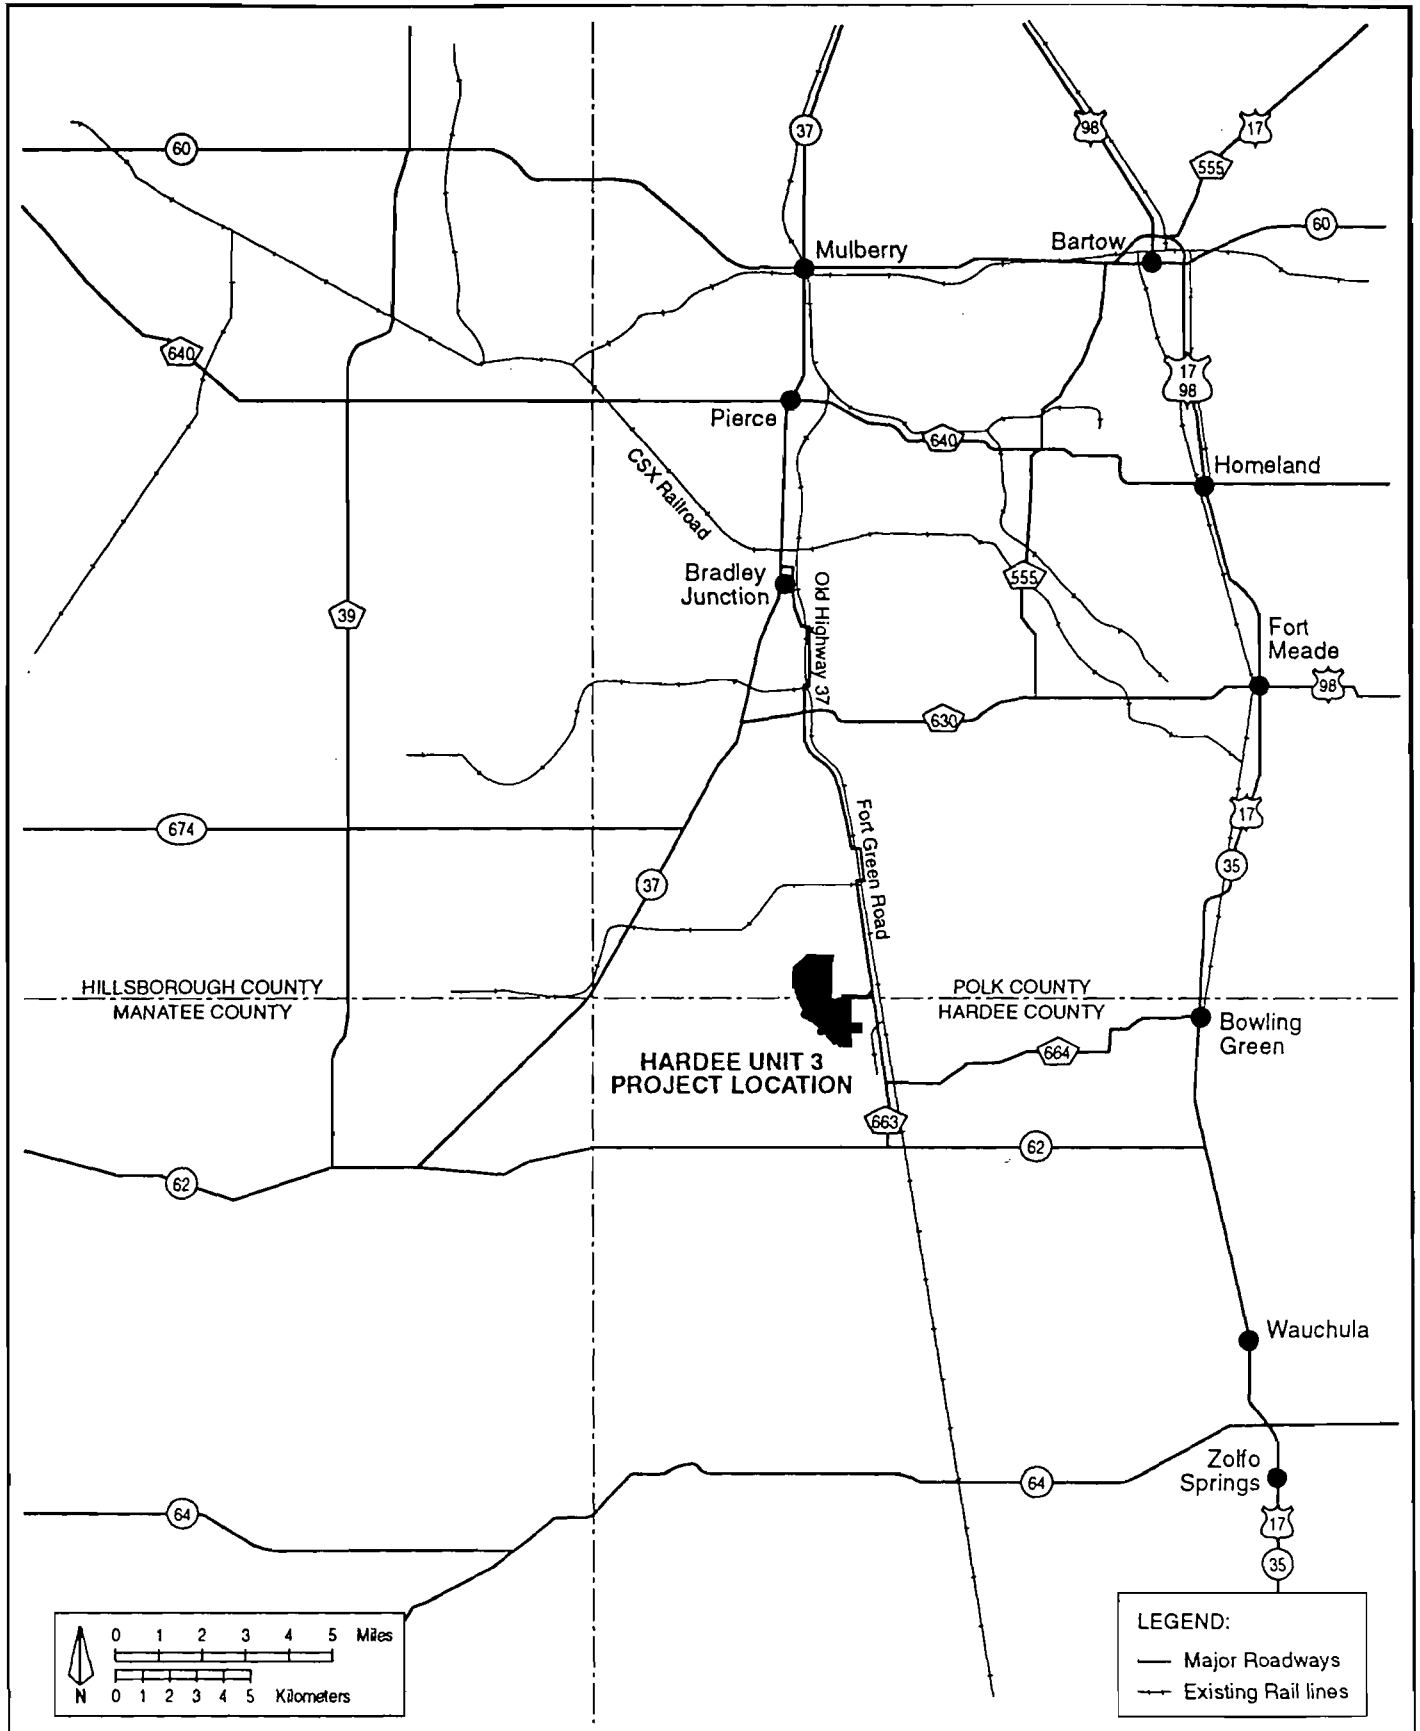 37
98
17
60
555
60
Mulberry
Bartow
640
17
98
Pierce
640
CSX Railroad
Homeland
Bradley
Junction
555
Old Highway 37
39
Fort
Meade
98
630
674
Fort Green Road
17
35
37
HILLSBOROUGH COUNTY
MANATEE COUNTY
POLK COUNTY
HARDEE COUNTY
Bowling
Green
HARDEE UNIT 3
PROJECT LOCATION
664
663
62
62
Wauchula
Zolfo
Springs
64
64
17
35
0 1 2 3 4 5 Miles
N 0 1 2 3 4 5 Kilometers
LEGEND:
Major Roadways
Existing Rail lines